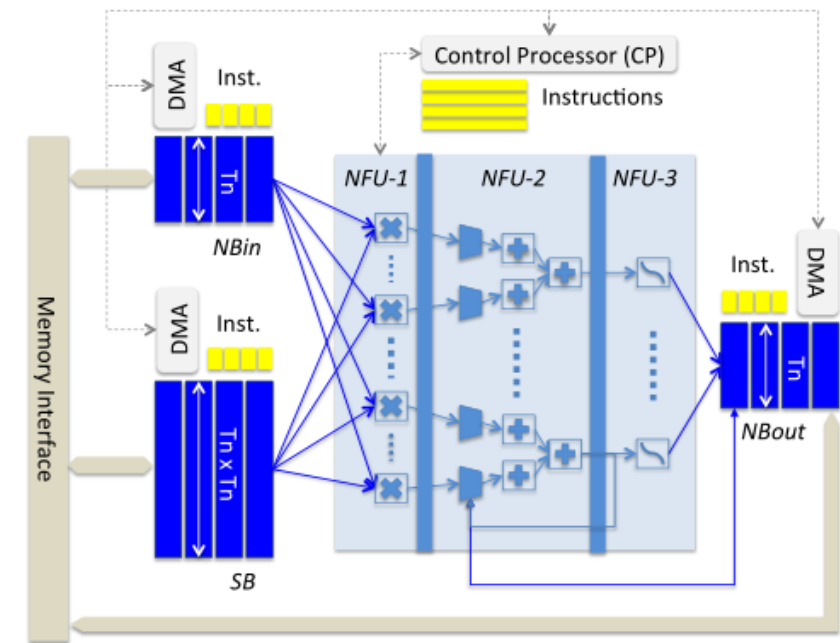 DMA
Inst.
Control Processor (CP)
Instructions
Tn
NBin
NFU-1
NFU-2
NFU-3
DMA
Inst.
Tn x Tn
SB
Inst.
DMA
Tn
NBout
Memory Interface